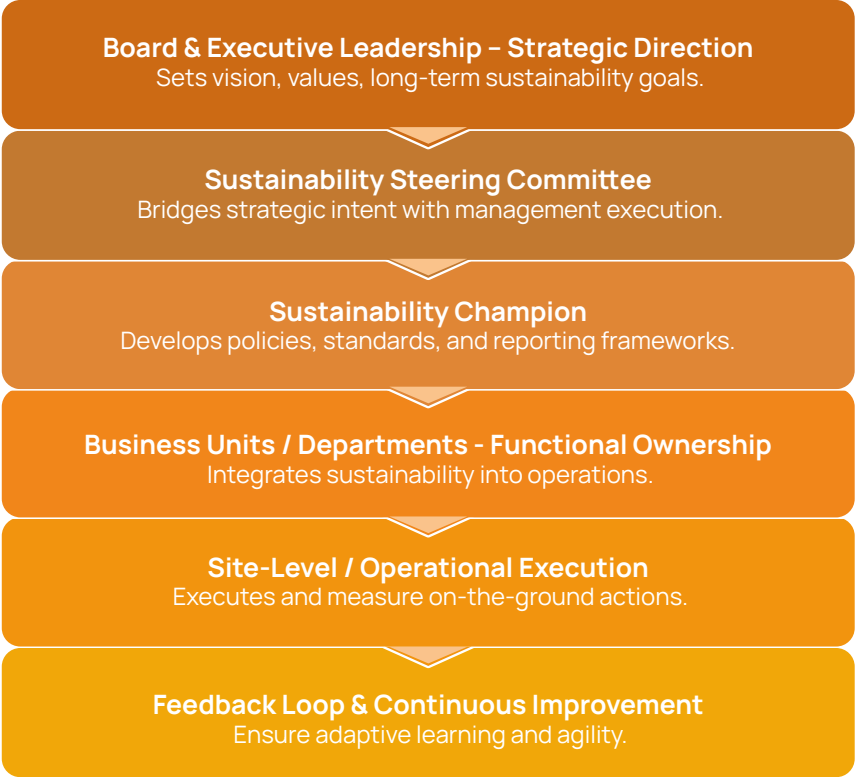 Board & Executive Leadership – Strategic Direction
Sets vision, values, long-term sustainability goals.
Sustainability Steering Committee
Bridges strategic intent with management execution.
Sustainability Champion
Develops policies, standards, and reporting frameworks.
Business Units / Departments - Functional Ownership
Integrates sustainability into operations.
Site-Level / Operational Execution
Executes and measure on-the-ground actions.
Feedback Loop & Continuous Improvement
Ensure adaptive learning and agility.